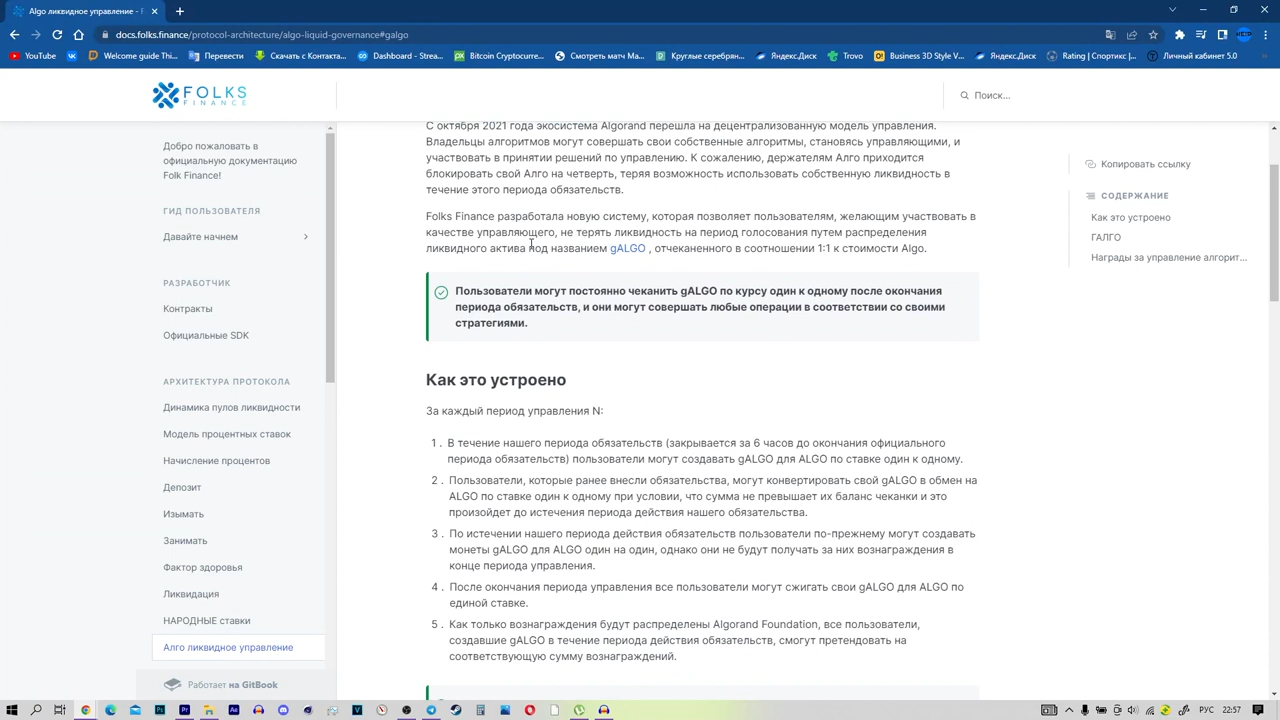 Алго ликвидное управление -
docs.folks.finance/protocol-architecture/algo-liquid-governance#galgo
YouTube
Welcome guide - Th...
Партнерская прогр...
Скачать с Контакта...
Dashboard - Strea...
Смотреть матч Ма...
Круглые серебряны...
Яндекс.Диск
Trovo
Business 3D Style V...
Яндекс.Диск
Rating | Спортикс |...
Личный кабинет 5.0
FOLKS
FINANCE
Поиск...
Добро пожаловать в
официальную документацию
Folk Finance!
ГИД ПОЛЬЗОВАТЕЛЯ
Давайте начнем
РАЗРАБОТЧИК
Контракты
Официальные SDK
АРХИТЕКТУРА ПРОТОКОЛА
Динамика пулов ликвидности
Модель процентных ставок
Начисление процентов
Депозит
Изымать
Занимать
Фактор здоровья
Ликвидация
НАРОДНЫЕ ставки
Алго ликвидное управление
Работает на GitBook
С октября 2021 года экосистема Algorand перешла на децентрализованную модель управления.
Владельцы алгоритмов могут совершать свои собственные алгоритмы, становясь управляющими, и
участвовать в принятии решений по управлению. К сожалению, держателям Алго приходится
блокировать свой Алго на четверть, теряя возможность использовать собственную ликвидность в
течение этого периода обязательств.
Folks Finance разработала новую систему, которая позволяет пользователям, желающим участвовать в
качестве управляющего, не терять ликвидность на период голосования путем распределения
ликвидного актива под названием gALGO , отчеканенного в соотношении 1:1 к стоимости Algo.
Пользователи могут постоянно чеканить gALGO по курсу один к одному после окончания
периода обязательств, и они могут совершать любые операции в соответствии со своими
стратегиями.
Как это устроено
За каждый период управления N:
1 . В течение нашего периода обязательств (закрывается за 6 часов до окончания официального
периода обязательств) пользователи могут создавать gALGO для ALGO по ставке один к одному.
2 . Пользователи, которые ранее внесли обязательства, могут конвертировать свой gALGO в обмен на
ALGO по ставке один к одному при условии, что сумма не превышает их баланс чеканки и это
произойдет до истечения периода действия нашего обязательства.
3 . По истечении нашего периода действия обязательств пользователи по-прежнему могут создавать
монеты gALGO для ALGO один на один, однако они не будут получать за них вознаграждения в
конце периода управления.
4 . После окончания периода управления все пользователи могут сжигать свои gALGO для ALGO по
единой ставке.
5 . Как только вознаграждения будут распределены Algorand Foundation, все пользователи,
создавшие gALGO в течение периода действия обязательств, смогут претендовать на
соответствующую сумму вознаграждений.
Копировать ссылку
СОДЕРЖАНИЕ
Как это устроено
ГАЛГО
Награды за управление алгорит...
РУС
22:57